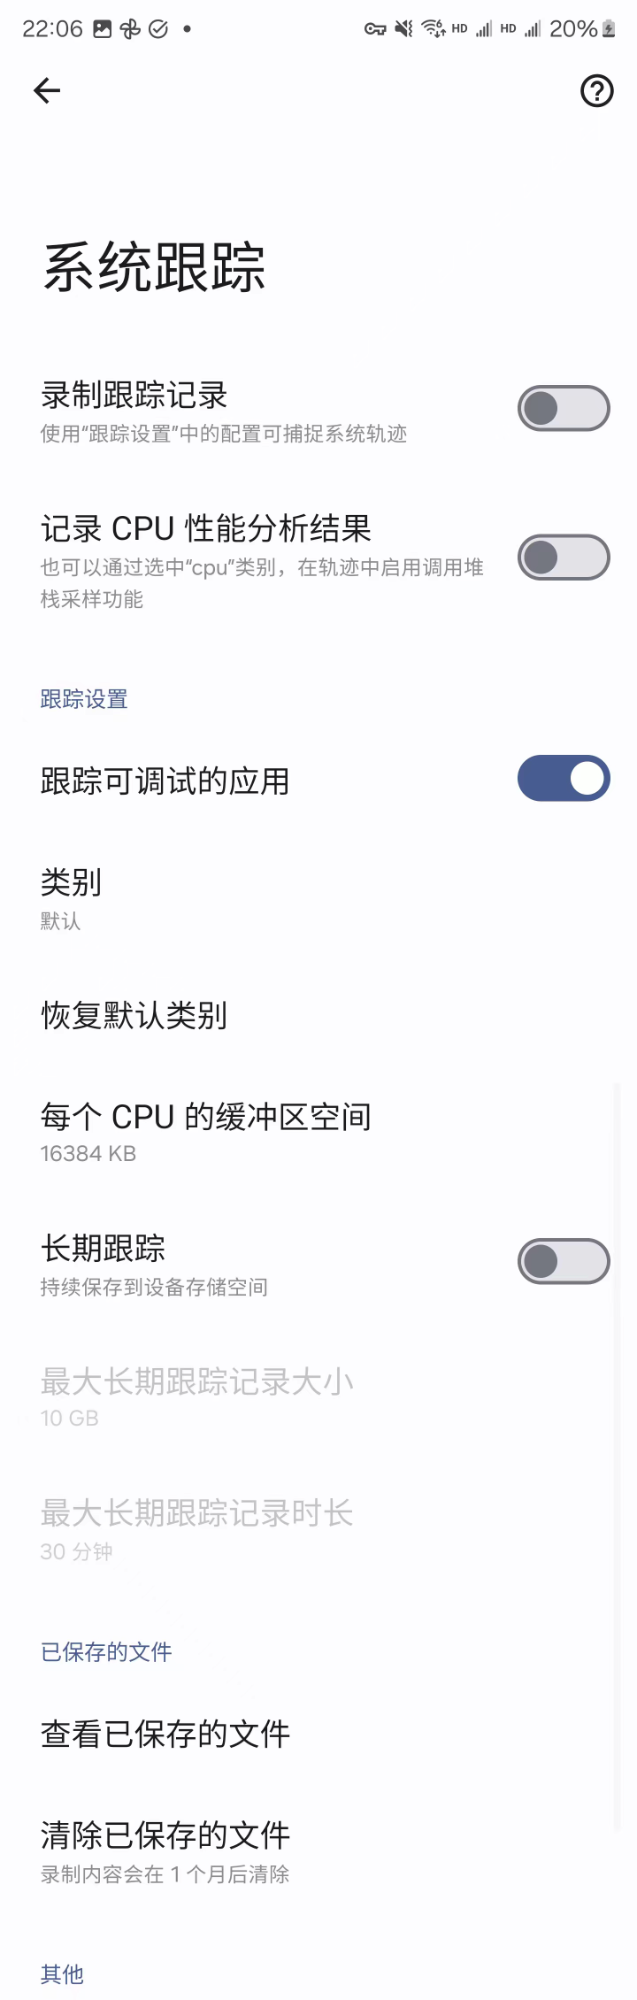 22:06 HD HD 20%
系统跟踪
录制跟踪记录
使用“跟踪设置”中的配置可捕捉系统轨迹
记录 CPU 性能分析结果
也可以通过选中“cpu”类别，在轨迹中启用调用堆
栈采样功能
跟踪设置
跟踪可调试的应用
类别
默认
恢复默认类别
每个 CPU 的缓冲区空间
16384 KB
长期跟踪
持续保存到设备存储空间
最大长期跟踪记录大小
10 GB
最大长期跟踪记录时长
30 分钟
已保存的文件
查看已保存的文件
清除已保存的文件
录制内容会在 1 个月后清除
其他